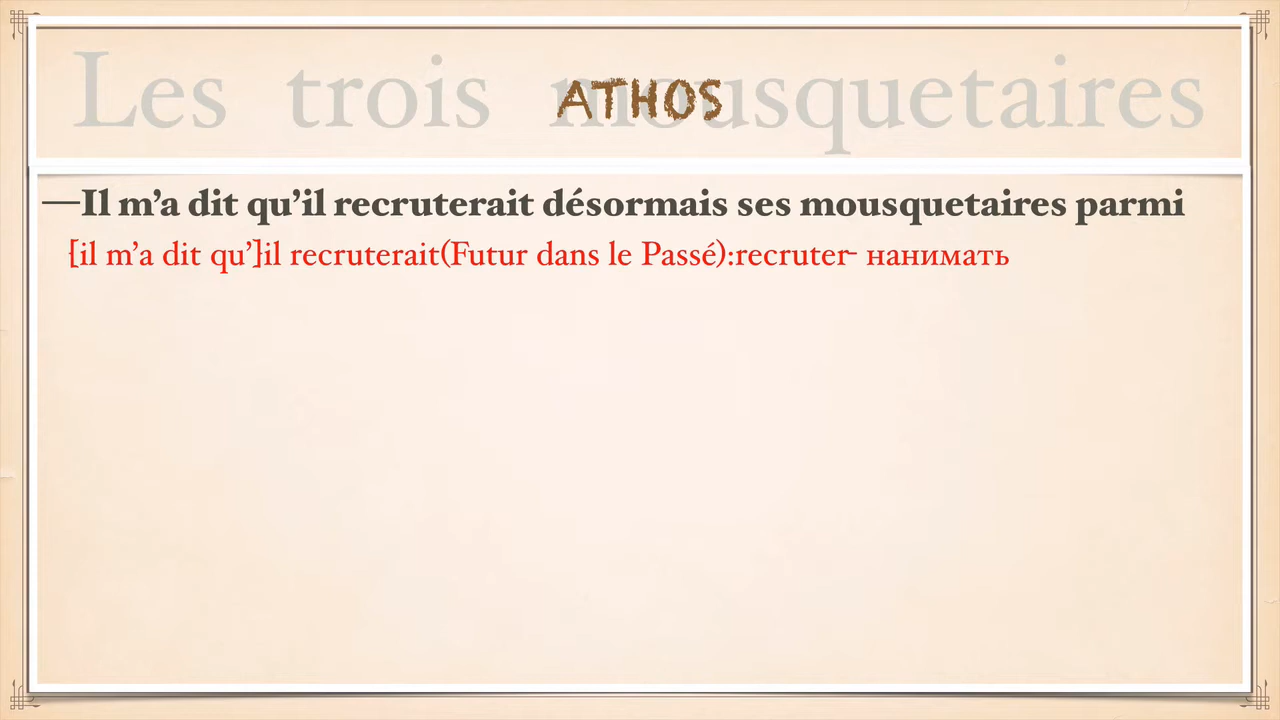 Les trois mousquetaires
ATHOS
—Il m’a dit qu’il recruterait désormais ses mousquetaires parmi
[il m’a dit qu’]il recruterait(Futur dans le Passé):recruter- нанимать